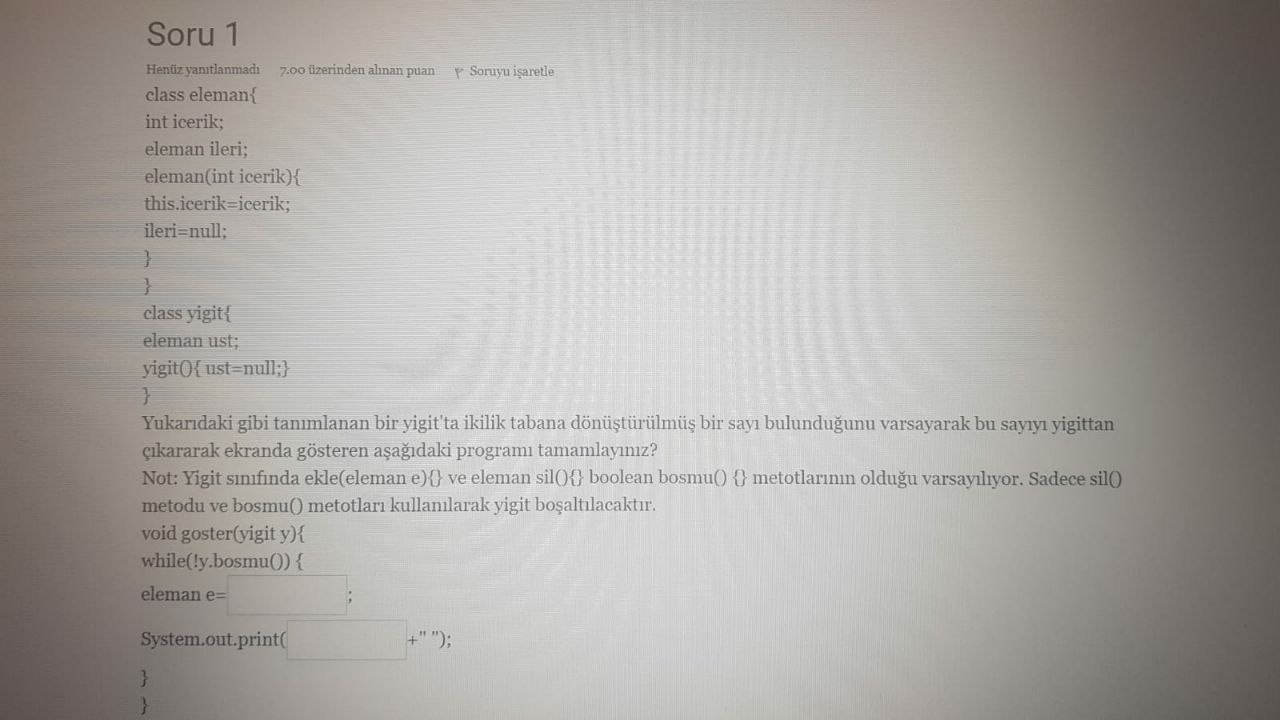 Soru 1
Henüz yanıtlanmadı 7.00 üzerinden alınan puan Soruyu işaretle
class eleman{
int icerik;
eleman ileri;
eleman(int icerik){
this.icerik=icerik;
ileri=null;
}
}
class yigit{
eleman ust;
yigit(){ ust=null;}
}
Yukarıdaki gibi tanımlanan bir yigit'ta ikilik tabana dönüştürülmüş bir sayı bulunduğunu varsayarak bu sayıyı yigittan
çıkararak ekranda gösteren aşağıdaki programı tamamlayınız?
Not: Yigit sınıfında ekle(eleman e){} ve eleman sil(){} boolean bosmu() {} metotlarının olduğu varsayılıyor. Sadece sil()
metodu ve bosmu() metotları kullanılarak yigit boşaltılacaktır.
void goster(yigit y){
while(!y.bosmu()) {
eleman e= ;
System.out.print( +" ");
}
}